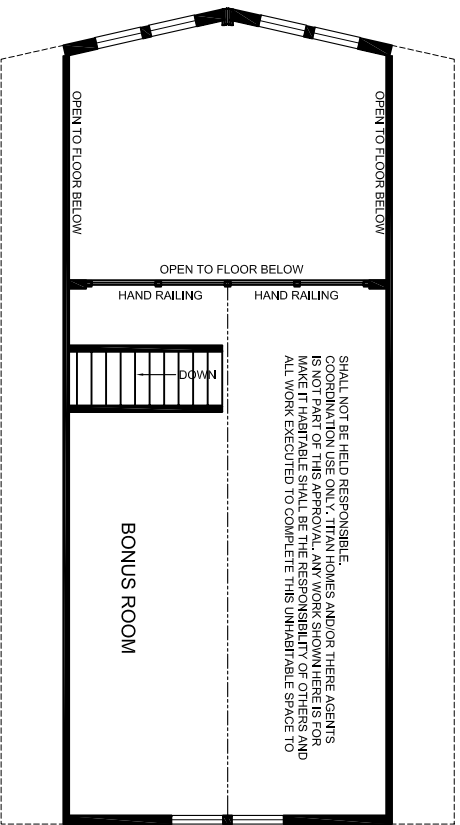 OPEN TO FLOOR BELOW
OPEN TO FLOOR BELOW
OPEN TO FLOOR BELOW
HAND RAILING
HAND RAILING
DOWN
ALL WORK EXECUTED TO COMPLETE THIS UNHABITABLE SPACE TO
MAKE IT HABITABLE SHALL BE THE RESPONSIBILITY OF OTHERS AND
IS NOT PART OF THIS APPROVAL. ANY WORK SHOWN HERE IS FOR
COORDINATION USE ONLY. TITAN HOMES AND/OR THERE AGENTS
SHALL NOT BE HELD RESPONSIBLE.
BONUS ROOM